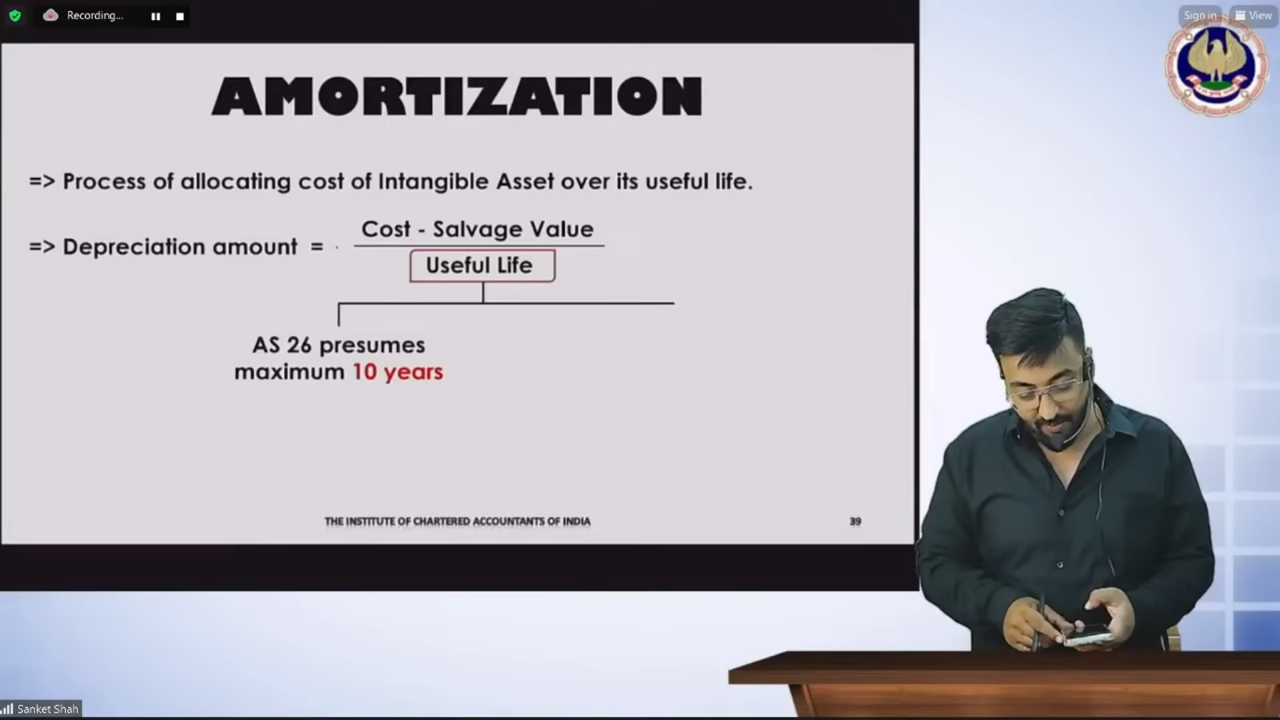 Recording...
Sign in
View
AMORTIZATION
=> Process of allocating cost of Intangible Asset over its useful life.
=> Depreciation amount =
Cost - Salvage Value
Useful Life
AS 26 presumes
maximum 10 years
THE INSTITUTE OF CHARTERED ACCOUNTANTS OF INDIA
39
Sanket Shah